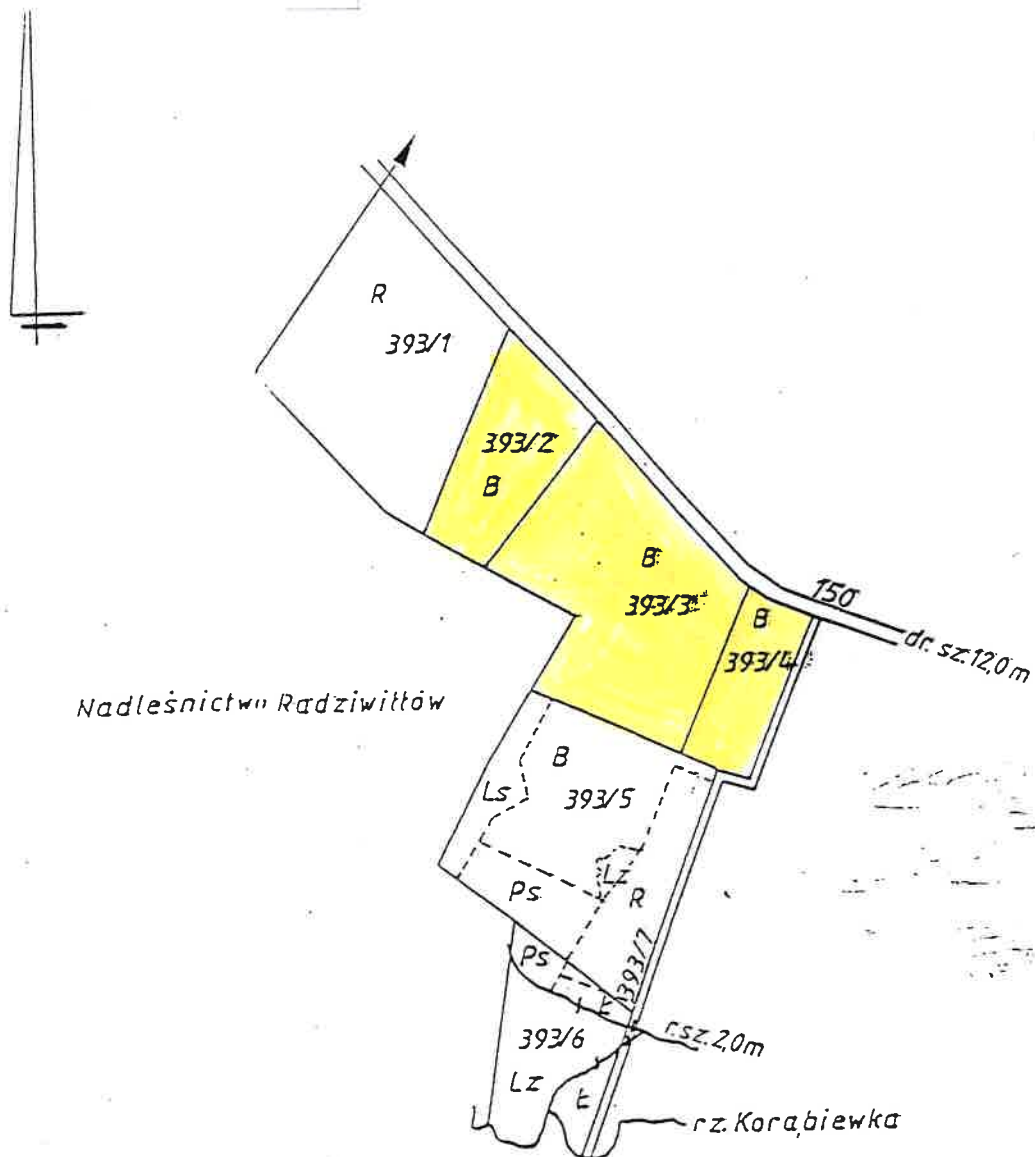 R
393/1
393/2
B
B
393/3
150
B
393/4
dr. sz. 12,0 m
Nadleśnictwo Radziwiłłów
B
Ls
393/5
Lz
Ps
R
393/7
Ps
Ł
r. sz. 2,0m
393/6
Lz
Ł
rz. Korabiewka